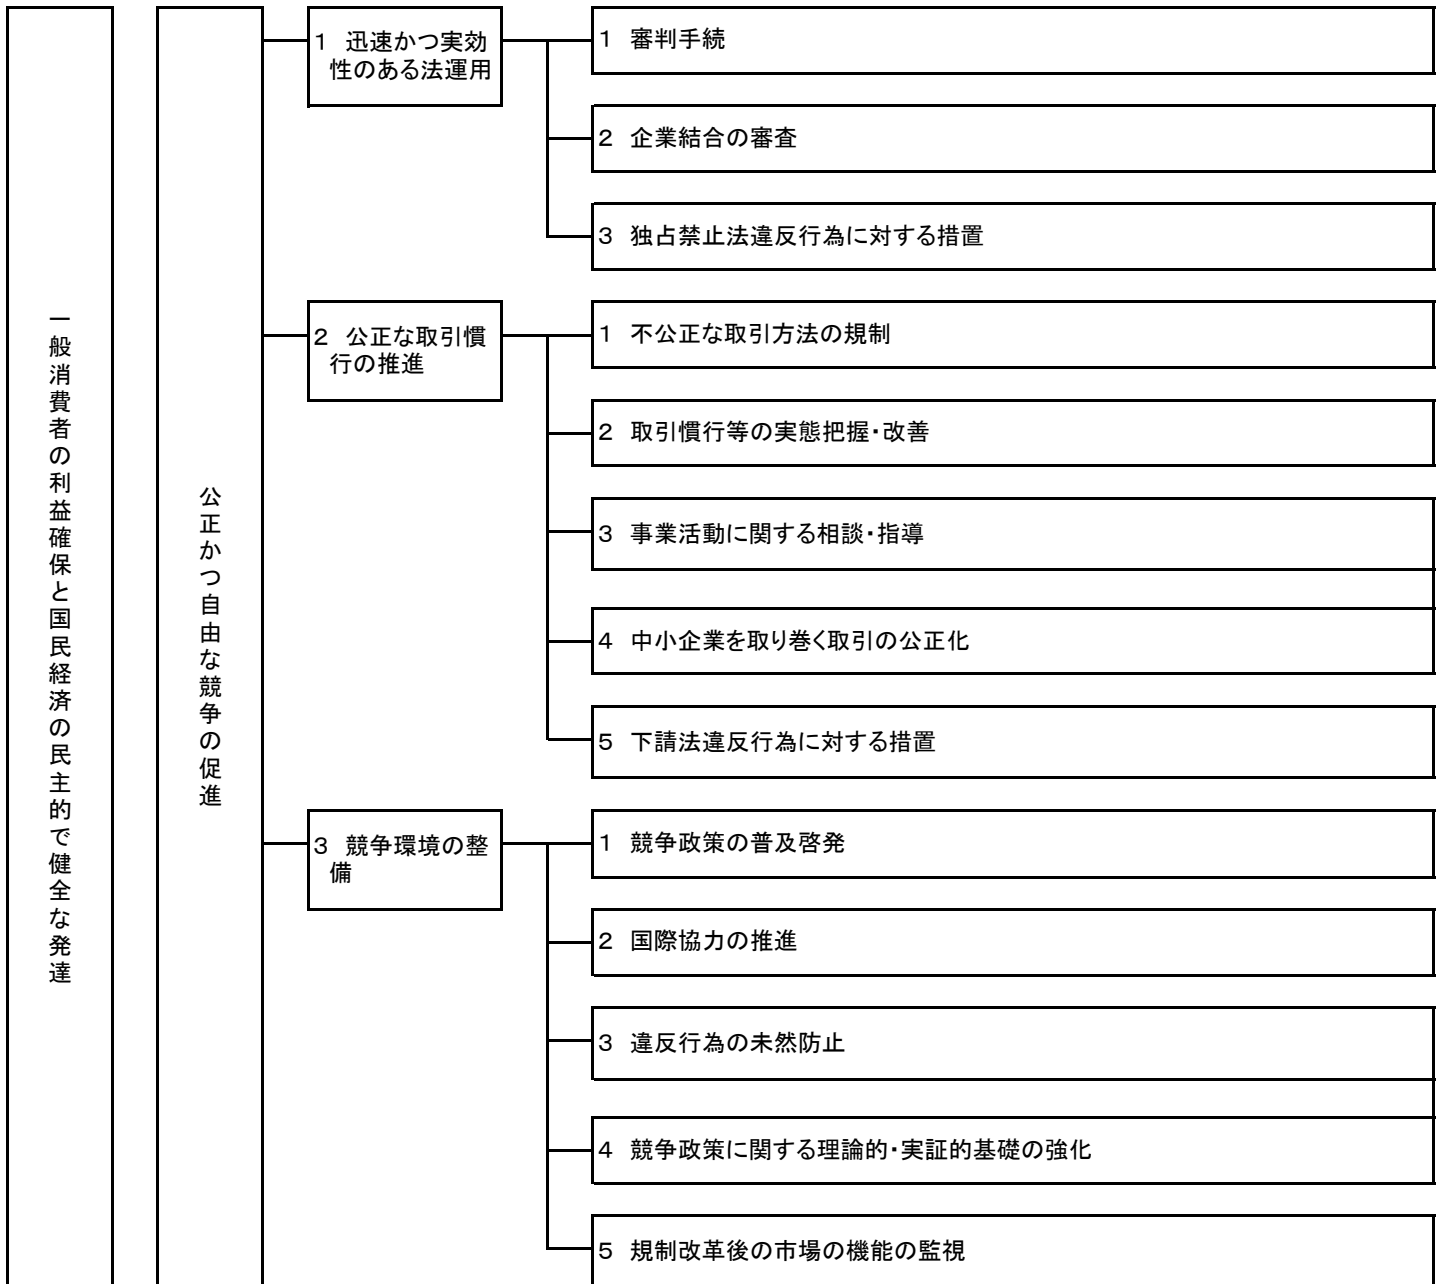 一般消費者の利益確保と国民経済の民主的で健全な発達
公正かつ自由な競争の促進
1 迅速かつ実効
性のある法運用
1 審判手続
2 企業結合の審査
3 独占禁止法違反行為に対する措置
2 公正な取引慣
行の推進
1 不公正な取引方法の規制
2 取引慣行等の実態把握・改善
3 事業活動に関する相談・指導
4 中小企業を取り巻く取引の公正化
5 下請法違反行為に対する措置
3 競争環境の整
備
1 競争政策の普及啓発
2 国際協力の推進
3 違反行為の未然防止
4 競争政策に関する理論的・実証的基礎の強化
5 規制改革後の市場の機能の監視